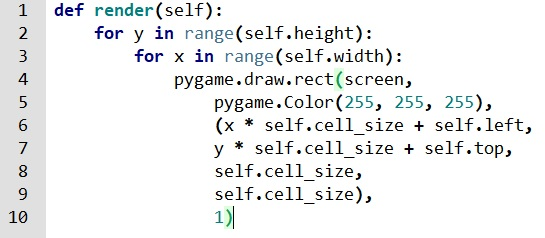 1 def render(self):
2     for y in range(self.height):
3         for x in range(self.width):
4             pygame.draw.rect(screen,
5                 pygame.Color(255, 255, 255),
6                 (x * self.cell_size + self.left,
7                 y * self.cell_size + self.top,
8                 self.cell_size,
9                 self.cell_size),
10                 1)